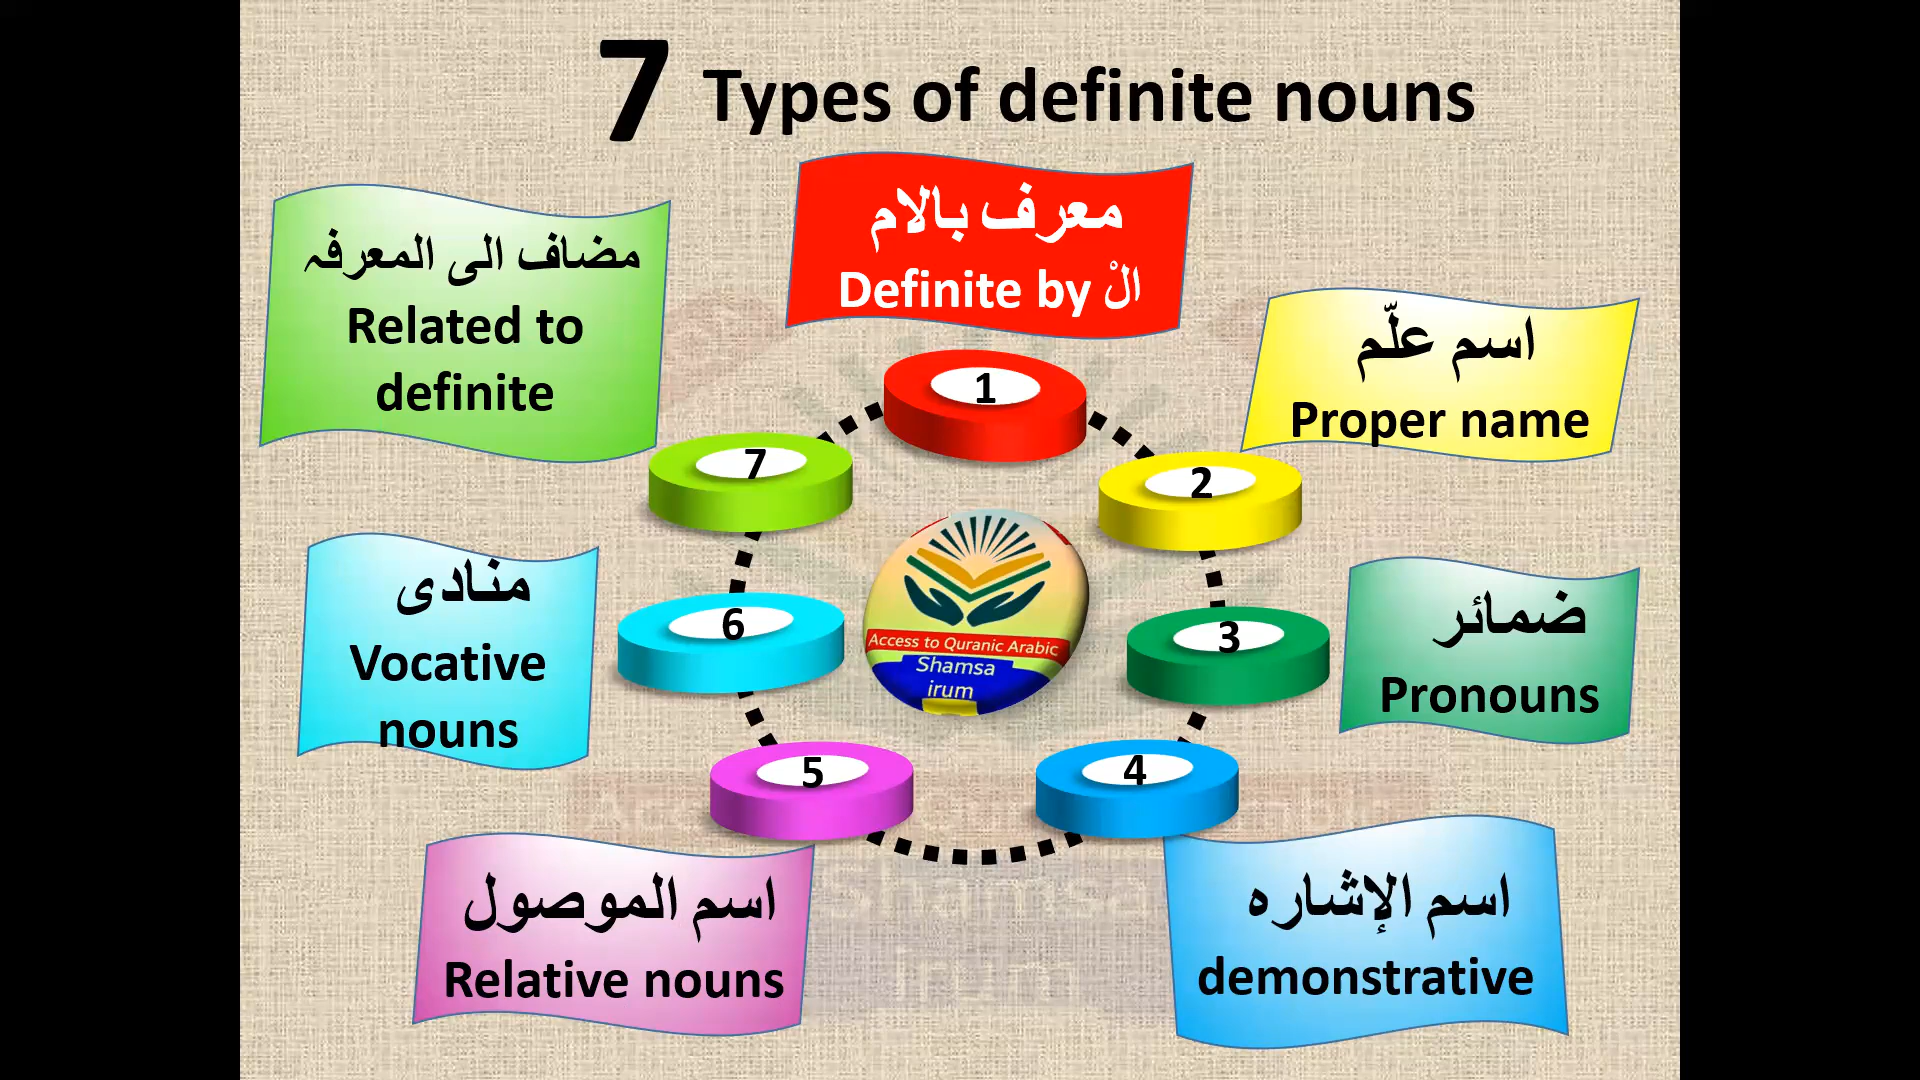 7 Types of definite nouns
معرف بالام
Definite by الْ
1
اسم علّم
Proper name
2
ضمائر
Pronouns
3
اسم الإشاره
demonstrative
4
اسم الموصول
Relative nouns
5
منادى
Vocative
nouns
6
مضاف الی المعرفہ
Related to
definite
7
Access to Quranic Arabic
Shamsa
irum